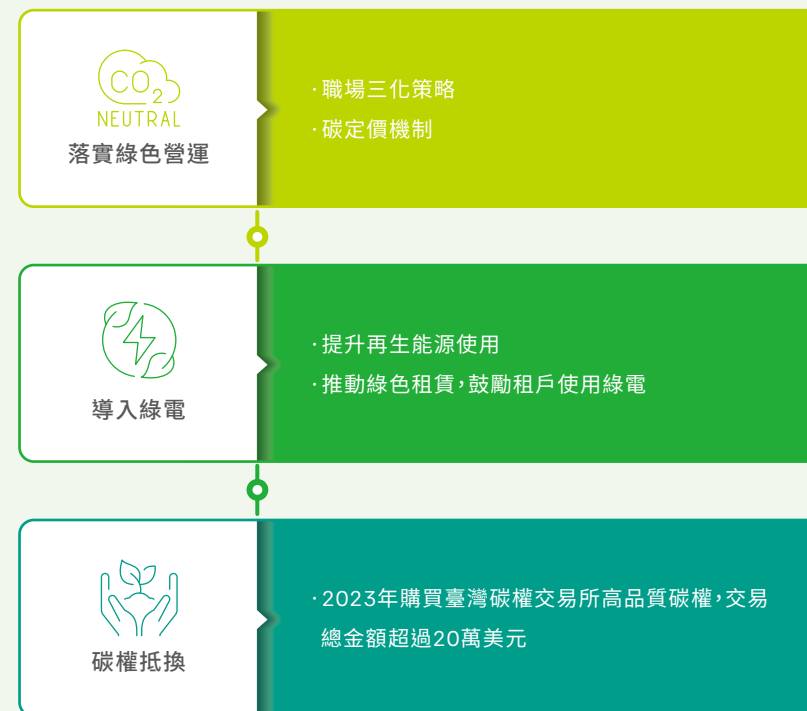 CO2
NEUTRAL
落實綠色營運
·職場三化策略
·碳定價機制
導入綠電
·提升再生能源使用
·推動綠色租賃,鼓勵租戶使用綠電
碳權抵換
·2023年購買臺灣碳權交易所高品質碳權,交易
總金額超過20萬美元